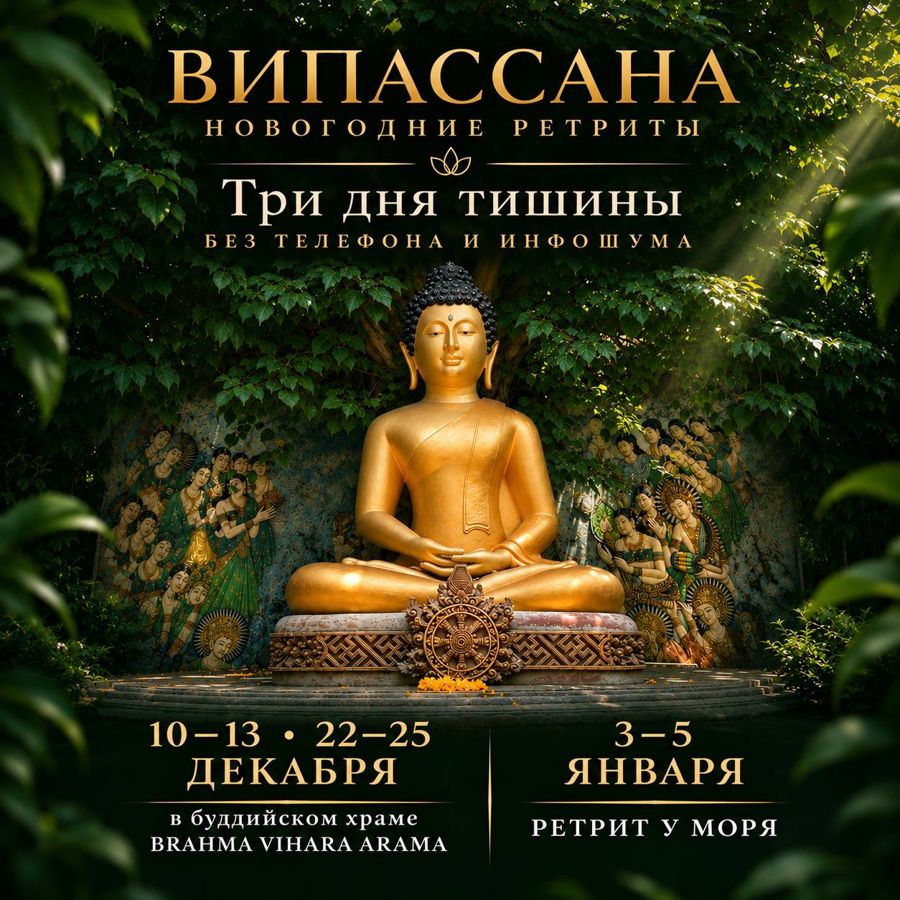 ВИПАССАНА
НОВОГОДНИЕ РЕТРИТЫ
Три дня тишины
БЕЗ ТЕЛЕФОНА И ИНФОШУМА
10–13 • 22–25
ДЕКАБРЯ
в буддийском храме
BRAHMA VIHARA ARAMA
3–5
ЯНВАРЯ
РЕТРИТ У МОРЯ